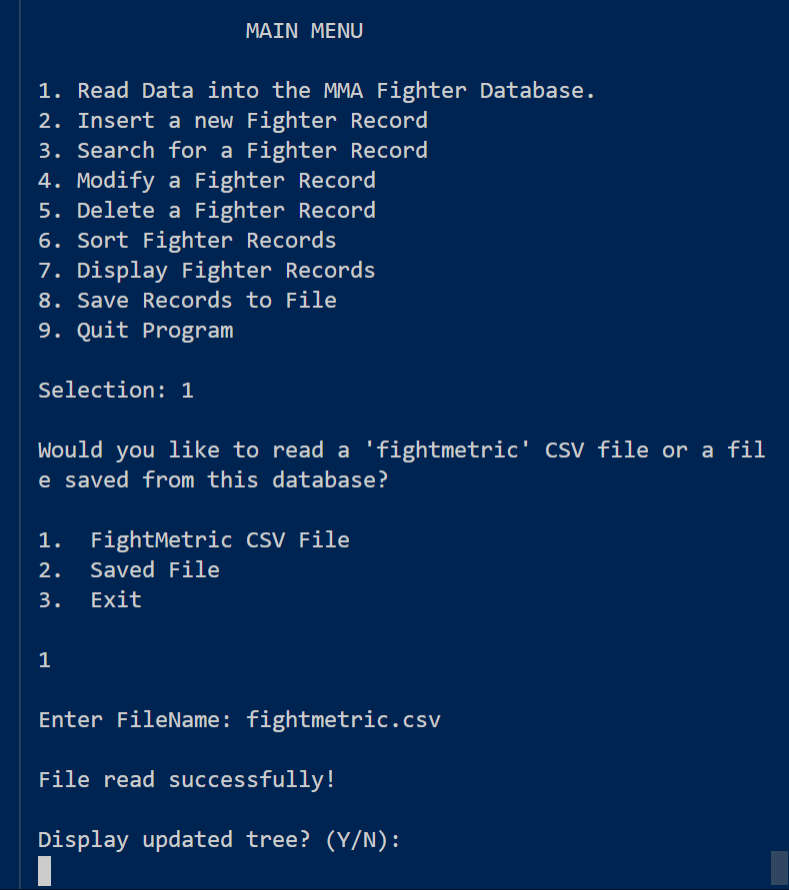 MAIN MENU
1. Read Data into the MMA Fighter Database.
2. Insert a new Fighter Record
3. Search for a Fighter Record
4. Modify a Fighter Record
5. Delete a Fighter Record
6. Sort Fighter Records
7. Display Fighter Records
8. Save Records to File
9. Quit Program
Selection: 1
Would you like to read a 'fightmetric' CSV file or a fil
e saved from this database?
1.  FightMetric CSV File
2.  Saved File
3.  Exit
1
Enter FileName: fightmetric.csv
File read successfully!
Display updated tree? (Y/N):